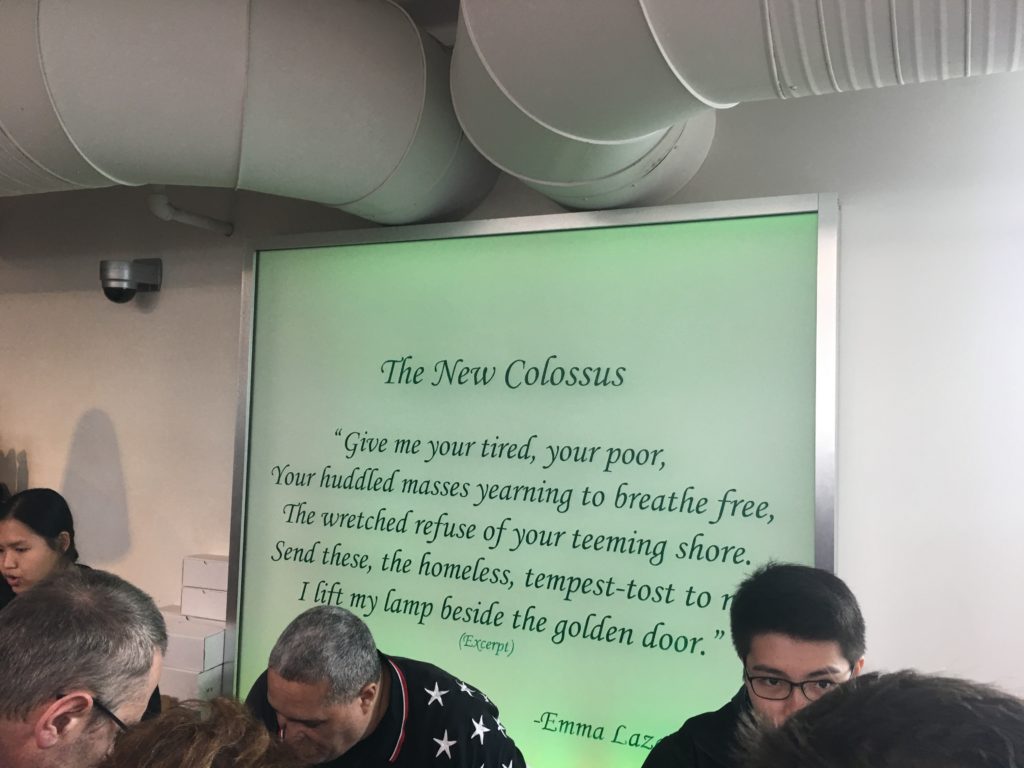 The New Colossus
“Give me your tired, your poor,
Your huddled masses yearning to breathe free,
The wretched refuse of your teeming shore.
Send these, the homeless, tempest-tost to
I lift my lamp beside the golden door.”
(Excerpt)
-Emma